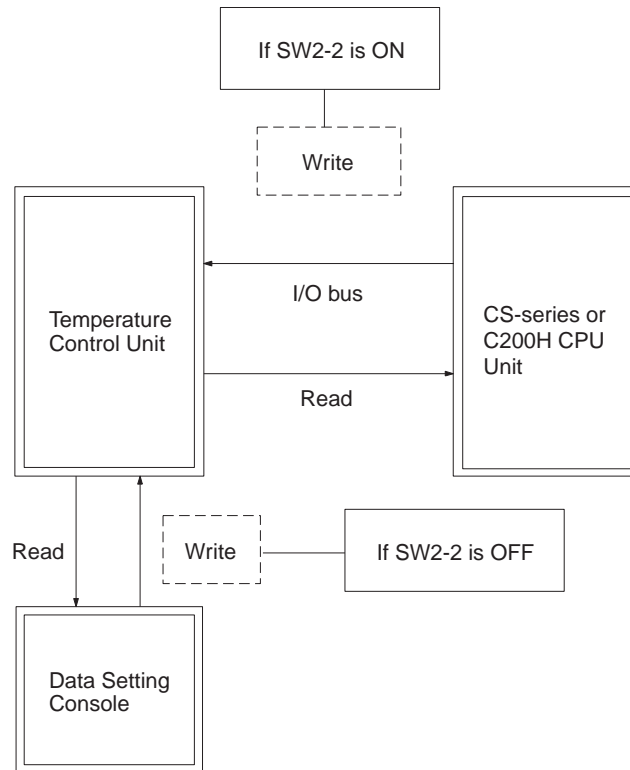 If SW2-2 is ON
Write
I/O bus
Temperature
Control Unit
CS-series or
C200H CPU
Unit
Read
Read
Write
If SW2-2 is OFF
Data Setting
Console